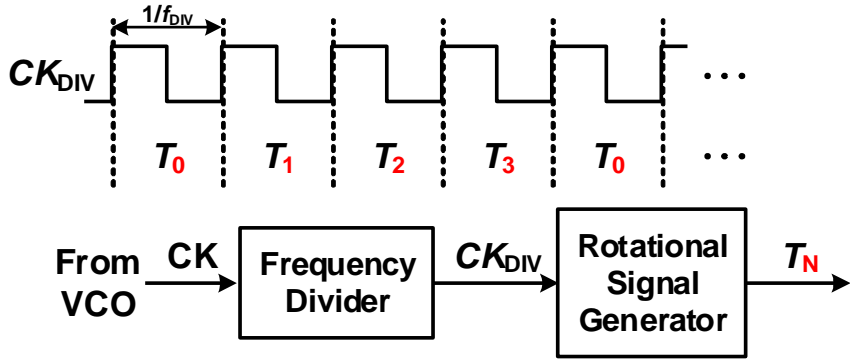 1/fDIV
CKDIV
...
T0 T1 T2 T3 T0 ...
From VCO
CK
Frequency Divider
CKDIV
Rotational Signal Generator
TN